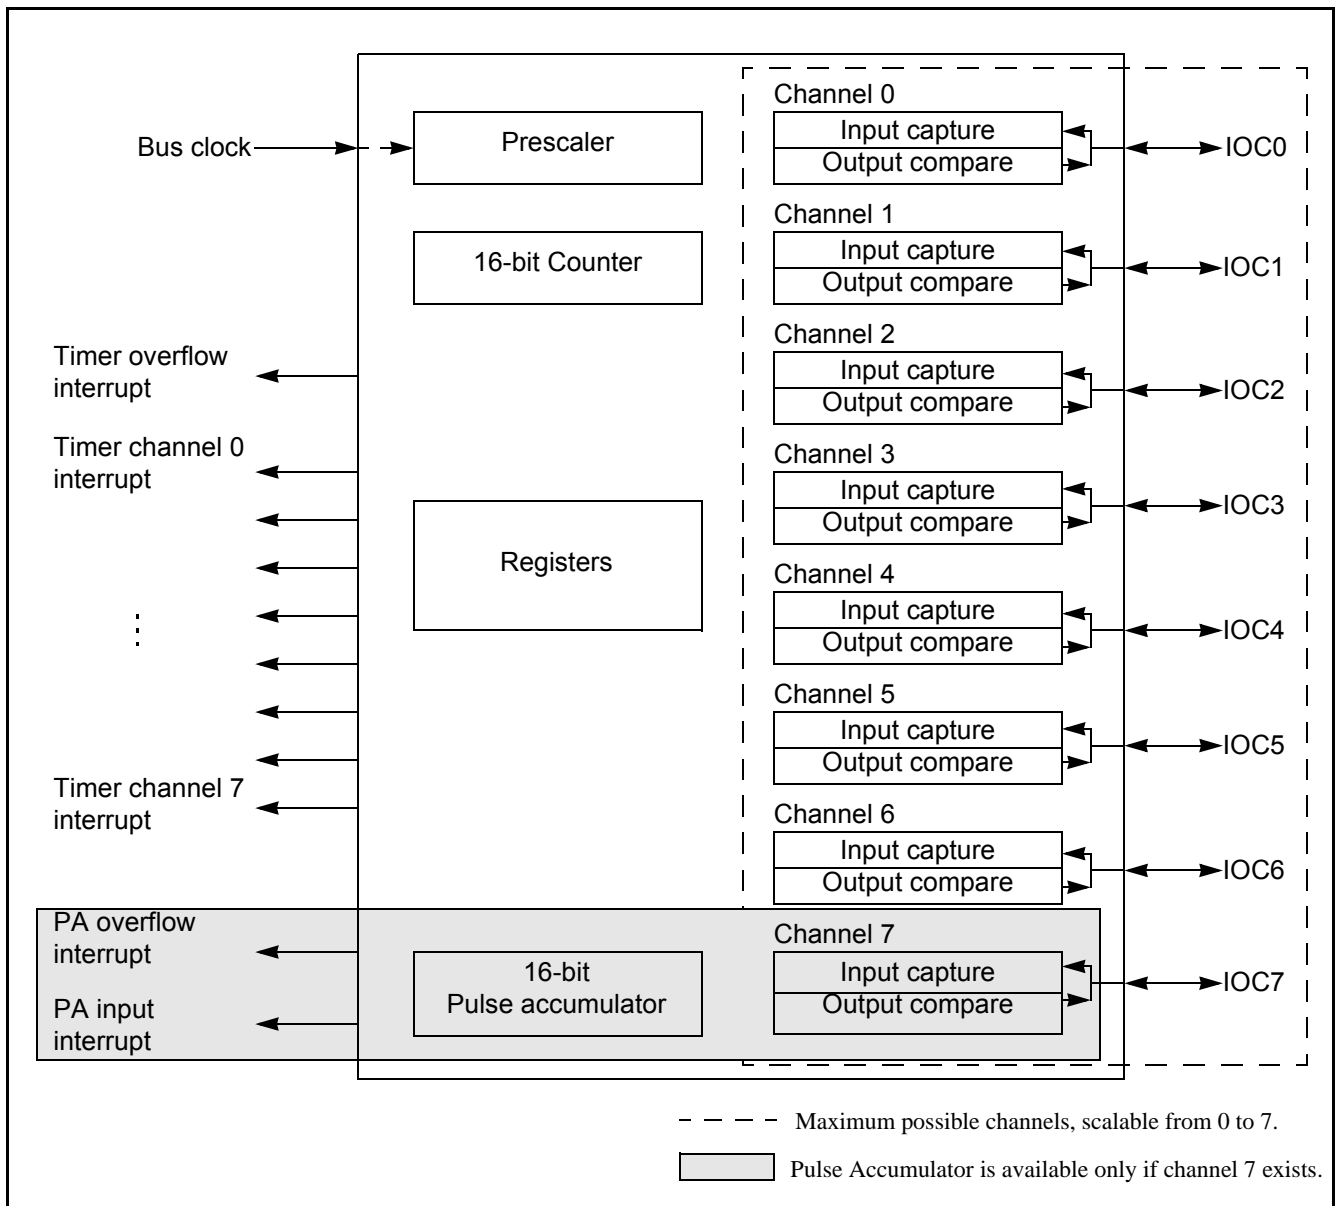 Bus clock
Prescaler
16-bit Counter
Timer overflow
interrupt
Timer channel 0
interrupt
Registers
Timer channel 7
interrupt
PA overflow
interrupt
PA input
interrupt
16-bit
Pulse accumulator
Channel 0
Input capture
Output compare
IOC0
Channel 1
Input capture
Output compare
IOC1
Channel 2
Input capture
Output compare
IOC2
Channel 3
Input capture
Output compare
IOC3
Channel 4
Input capture
Output compare
IOC4
Channel 5
Input capture
Output compare
IOC5
Channel 6
Input capture
Output compare
IOC6
Channel 7
Input capture
Output compare
IOC7
Maximum possible channels, scalable from 0 to 7.
Pulse Accumulator is available only if channel 7 exists.